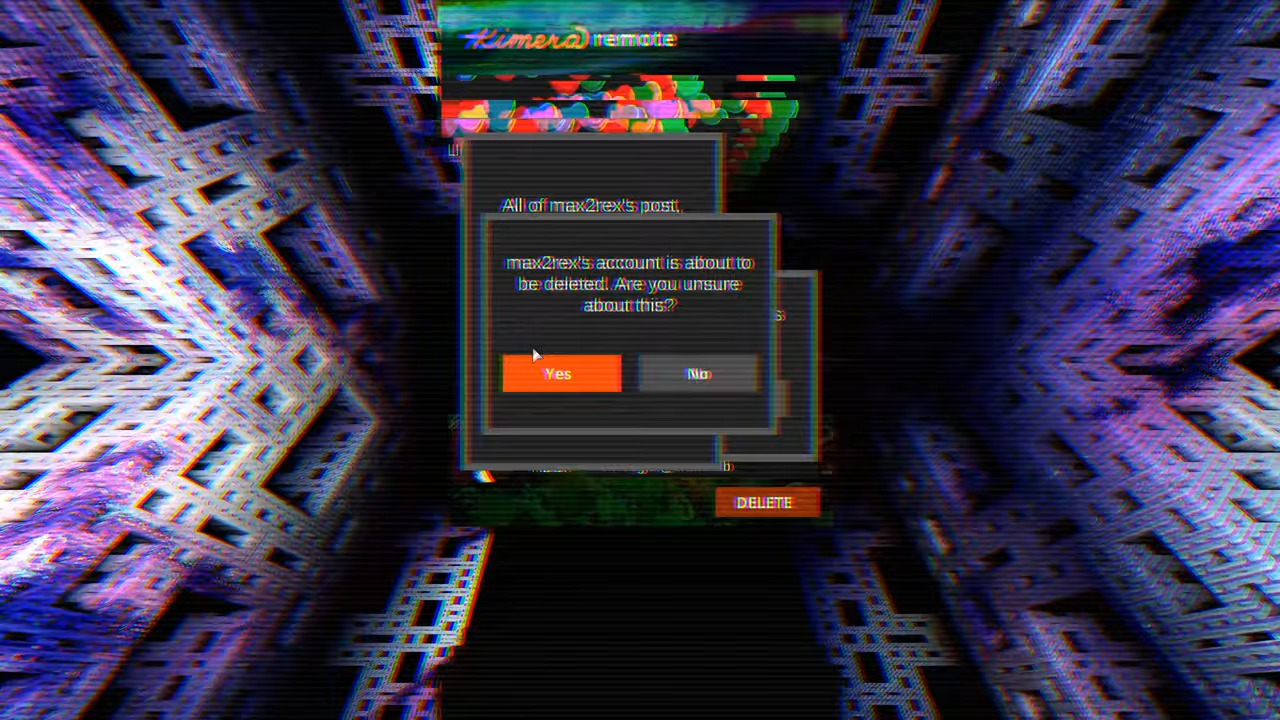 Kimera remote
All of max2rex's post,
max2rex's account is about to
be deleted. Are you unsure
about this?
Yes
No
DELETE